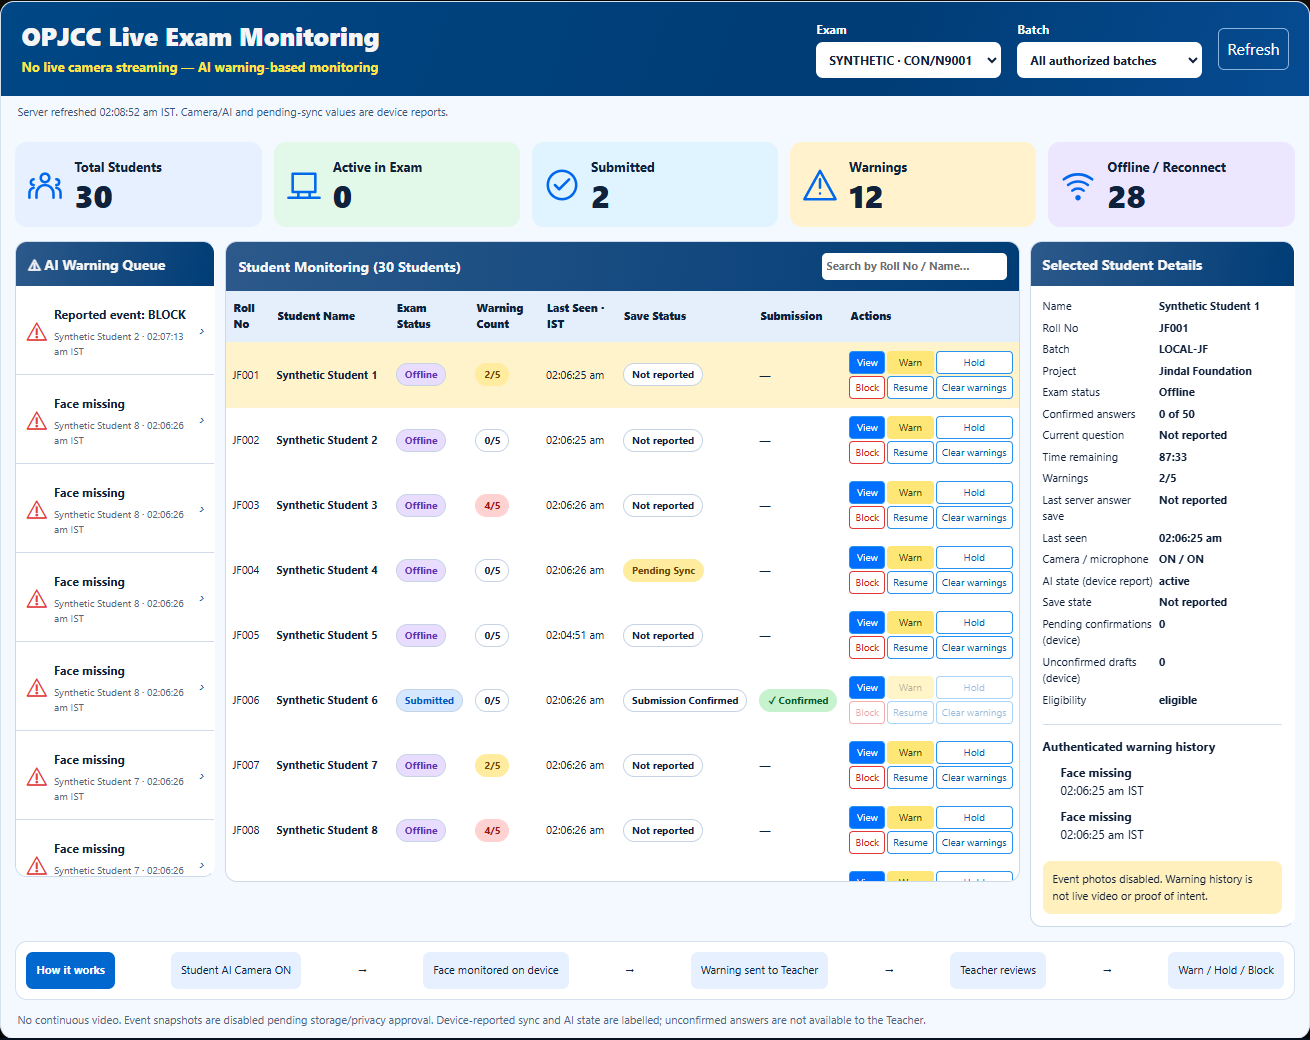 OPJCC Live Exam Monitoring
No live camera streaming — AI warning-based monitoring
Exam
SYNTHETIC · CON/N9001
Batch
All authorized batches
Refresh
Server refreshed 02:08:52 am IST. Camera/AI and pending-sync values are device reports.
Total Students
30
Active in Exam
0
Submitted
2
Warnings
12
Offline / Reconnect
28
AI Warning Queue
Reported event: BLOCK
Synthetic Student 2 · 02:07:13
am IST
Face missing
Synthetic Student 8 · 02:06:26
am IST
Face missing
Synthetic Student 8 · 02:06:26
am IST
Face missing
Synthetic Student 8 · 02:06:26
am IST
Face missing
Synthetic Student 8 · 02:06:26
am IST
Face missing
Synthetic Student 7 · 02:06:26
am IST
Face missing
Synthetic Student 7 · 02:06:26
Student Monitoring (30 Students)
Search by Roll No / Name...
Roll No Student Name Exam Status Warning Count Last Seen · IST Save Status Submission Actions
JF001 Synthetic Student 1 Offline 2/5 02:06:25 am Not reported — View Warn Hold
Block Resume Clear warnings
JF002 Synthetic Student 2 Offline 0/5 02:06:25 am Not reported — View Warn Hold
Block Resume Clear warnings
JF003 Synthetic Student 3 Offline 4/5 02:06:26 am Not reported — View Warn Hold
Block Resume Clear warnings
JF004 Synthetic Student 4 Offline 0/5 02:06:26 am Pending Sync — View Warn Hold
Block Resume Clear warnings
JF005 Synthetic Student 5 Offline 0/5 02:04:51 am Not reported — View Warn Hold
Block Resume Clear warnings
JF006 Synthetic Student 6 Submitted 0/5 02:06:26 am Submission Confirmed ✓ Confirmed View Warn Hold
Block Resume Clear warnings
JF007 Synthetic Student 7 Offline 2/5 02:06:26 am Not reported — View Warn Hold
Block Resume Clear warnings
JF008 Synthetic Student 8 Offline 4/5 02:06:26 am Not reported — View Warn Hold
Block Resume Clear warnings
Selected Student Details
Name Synthetic Student 1
Roll No JF001
Batch LOCAL-JF
Project Jindal Foundation
Exam status Offline
Confirmed answers 0 of 50
Current question Not reported
Time remaining 87:33
Warnings 2/5
Last server answer save Not reported
Last seen 02:06:25 am
Camera / microphone ON / ON
AI state (device report) active
Save state Not reported
Pending confirmations (device) 0
Unconfirmed drafts (device) 0
Eligibility eligible
Authenticated warning history
Face missing
02:06:25 am IST
Face missing
02:06:25 am IST
Event photos disabled. Warning history is
not live video or proof of intent.
How it works
Student AI Camera ON → Face monitored on device → Warning sent to Teacher → Teacher reviews → Warn / Hold / Block
No continuous video. Event snapshots are disabled pending storage/privacy approval. Device-reported sync and AI state are labelled; unconfirmed answers are not available to the Teacher.